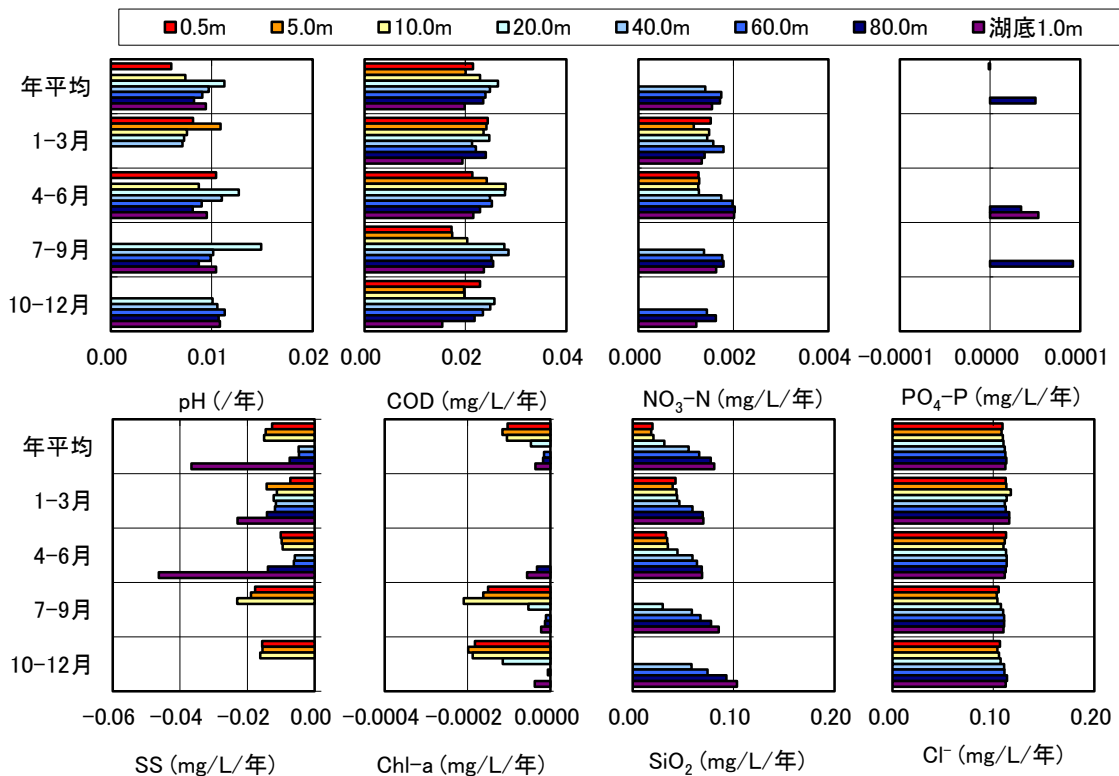 0.5m 5.0m 10.0m 20.0m 40.0m 60.0m 80.0m 湖底1.0m
年平均
1-3月
4-6月
7-9月
10-12月
0.00 0.01 0.02
pH (/年)
0.00 0.02 0.04
COD (mg/L/年)
0.000 0.002 0.004
NO₃-N (mg/L/年)
-0.0001 0.0000 0.0001
PO₄-P (mg/L/年)
年平均
1-3月
4-6月
7-9月
10-12月
-0.06 -0.04 -0.02 0.00
SS (mg/L/年)
-0.0004 -0.0002 0.0000
Chl-a (mg/L/年)
0.00 0.10 0.20
SiO₂ (mg/L/年)
0.00 0.10 0.20
Cl⁻ (mg/L/年)